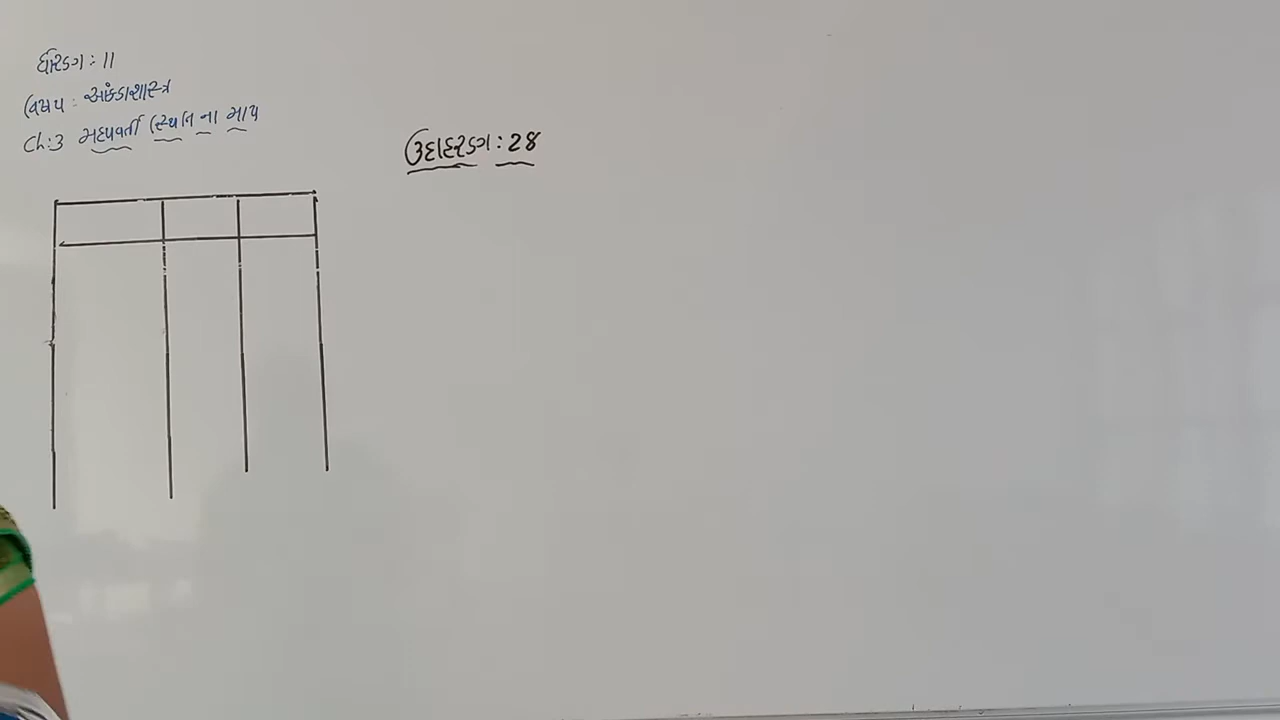 ધોરણ : 11
વિષય : આંકડાશાસ્ત્ર
Ch:3 મધ્યવર્તી સ્થિતિ ના માપ
ઉદાહરણ : 28